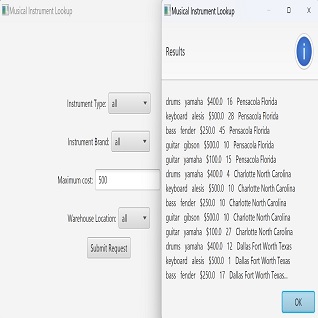 Musical Instrument Lookup
Instrument Type: all
Instrument Brand: all
Maximum cost: 500
Warehouse Location: all
Submit Request
Musical Instrument Lookup
Results
drums yamaha $400.0 16 Pensacola Florida
keyboard alesis $500.0 28 Pensacola Florida
bass fender $250.0 45 Pensacola Florida
guitar gibson $500.0 10 Pensacola Florida
guitar yamaha $100.0 15 Pensacola Florida
drums yamaha $400.0 4 Charlotte North Carolina
keyboard alesis $500.0 10 Charlotte North Carolina
bass fender $250.0 10 Charlotte North Carolina
guitar gibson $500.0 10 Charlotte North Carolina
guitar yamaha $100.0 27 Charlotte North Carolina
drums yamaha $400.0 12 Dallas Fort Worth Texas
keyboard alesis $500.0 1 Dallas Fort Worth Texas
bass fender $250.0 17 Dallas Fort Worth Texas...
OK